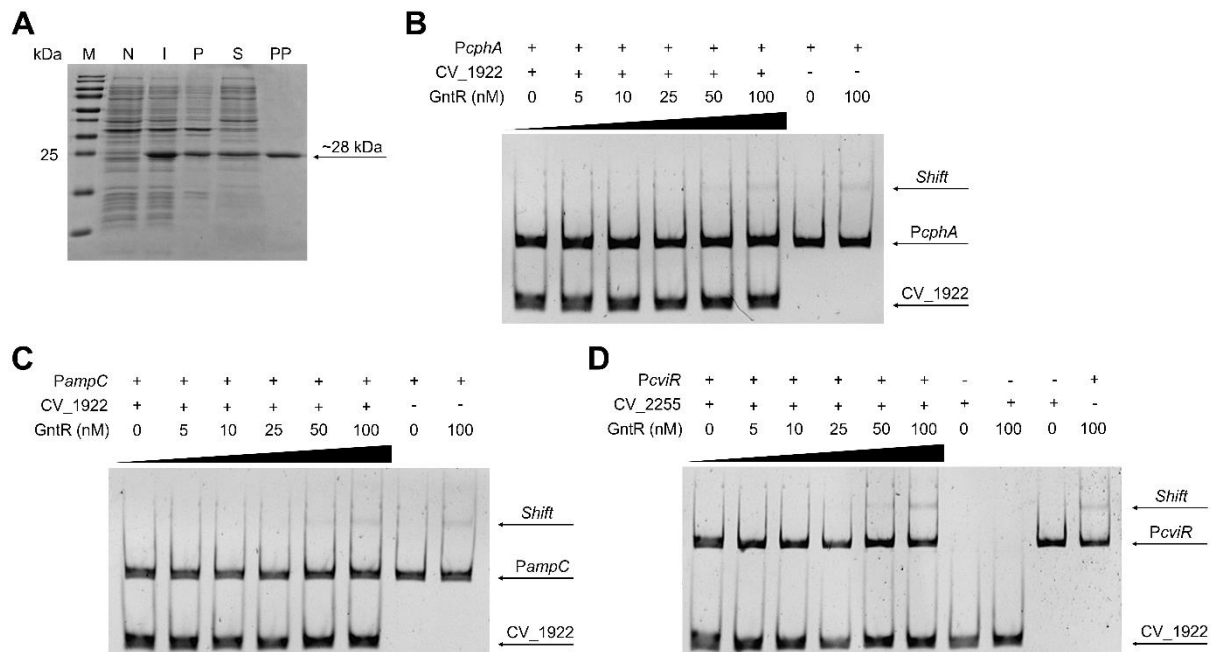 A
kDa M N I P S PP
25
~28 kDa
B
PcphA + + + + + + + +
CV_1922 + + + + + + - -
GntR (nM) 0 5 10 25 50 100 0 100
Shift
PcphA
CV_1922
C
PampC + + + + + + + +
CV_1922 + + + + + + - -
GntR (nM) 0 5 10 25 50 100 0 100
Shift
PampC
CV_1922
D
PcviR + + + + + + - - - +
CV_2255 + + + + + + + + + -
GntR (nM) 0 5 10 25 50 100 0 100 0 100
Shift
PcviR
CV_1922